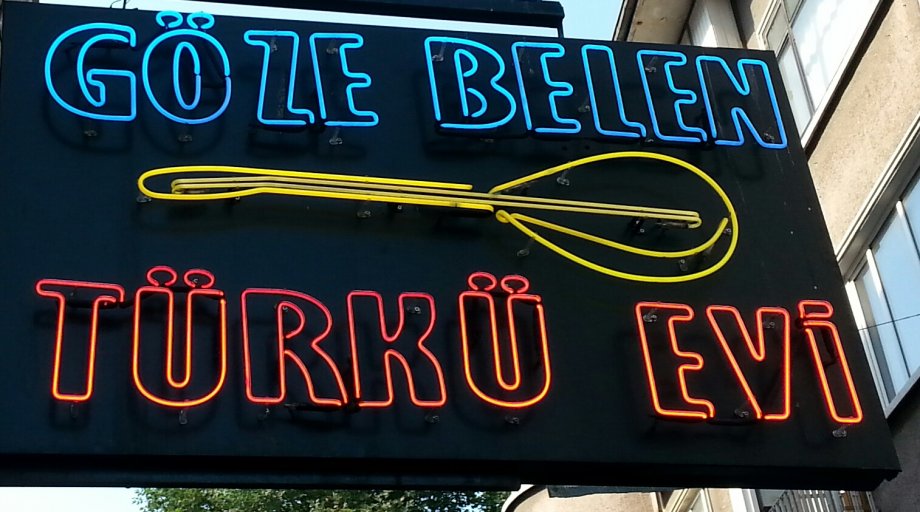 GÖZE BELEN
TÜRKÜ EVİ